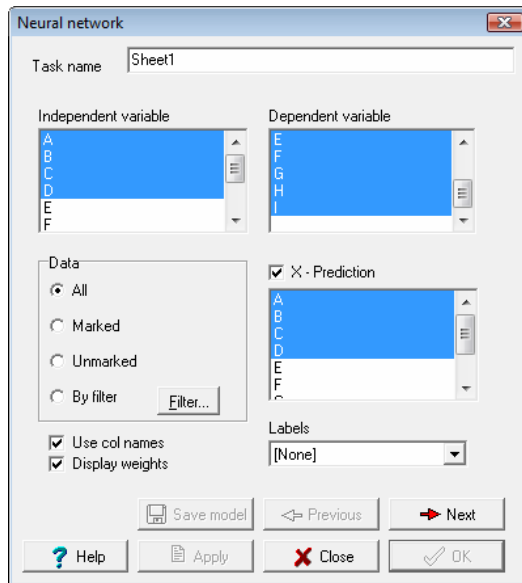 Neural network
Task name
Sheet1
Independent variable
A
B
C
D
E
F
Dependent variable
E
F
G
H
I
Data
All
Marked
Unmarked
By filter
Filter...
X - Prediction
A
B
C
D
E
F
Use col names
Display weights
Labels
[None]
Save model
Previous
Next
Help
Apply
Close
OK